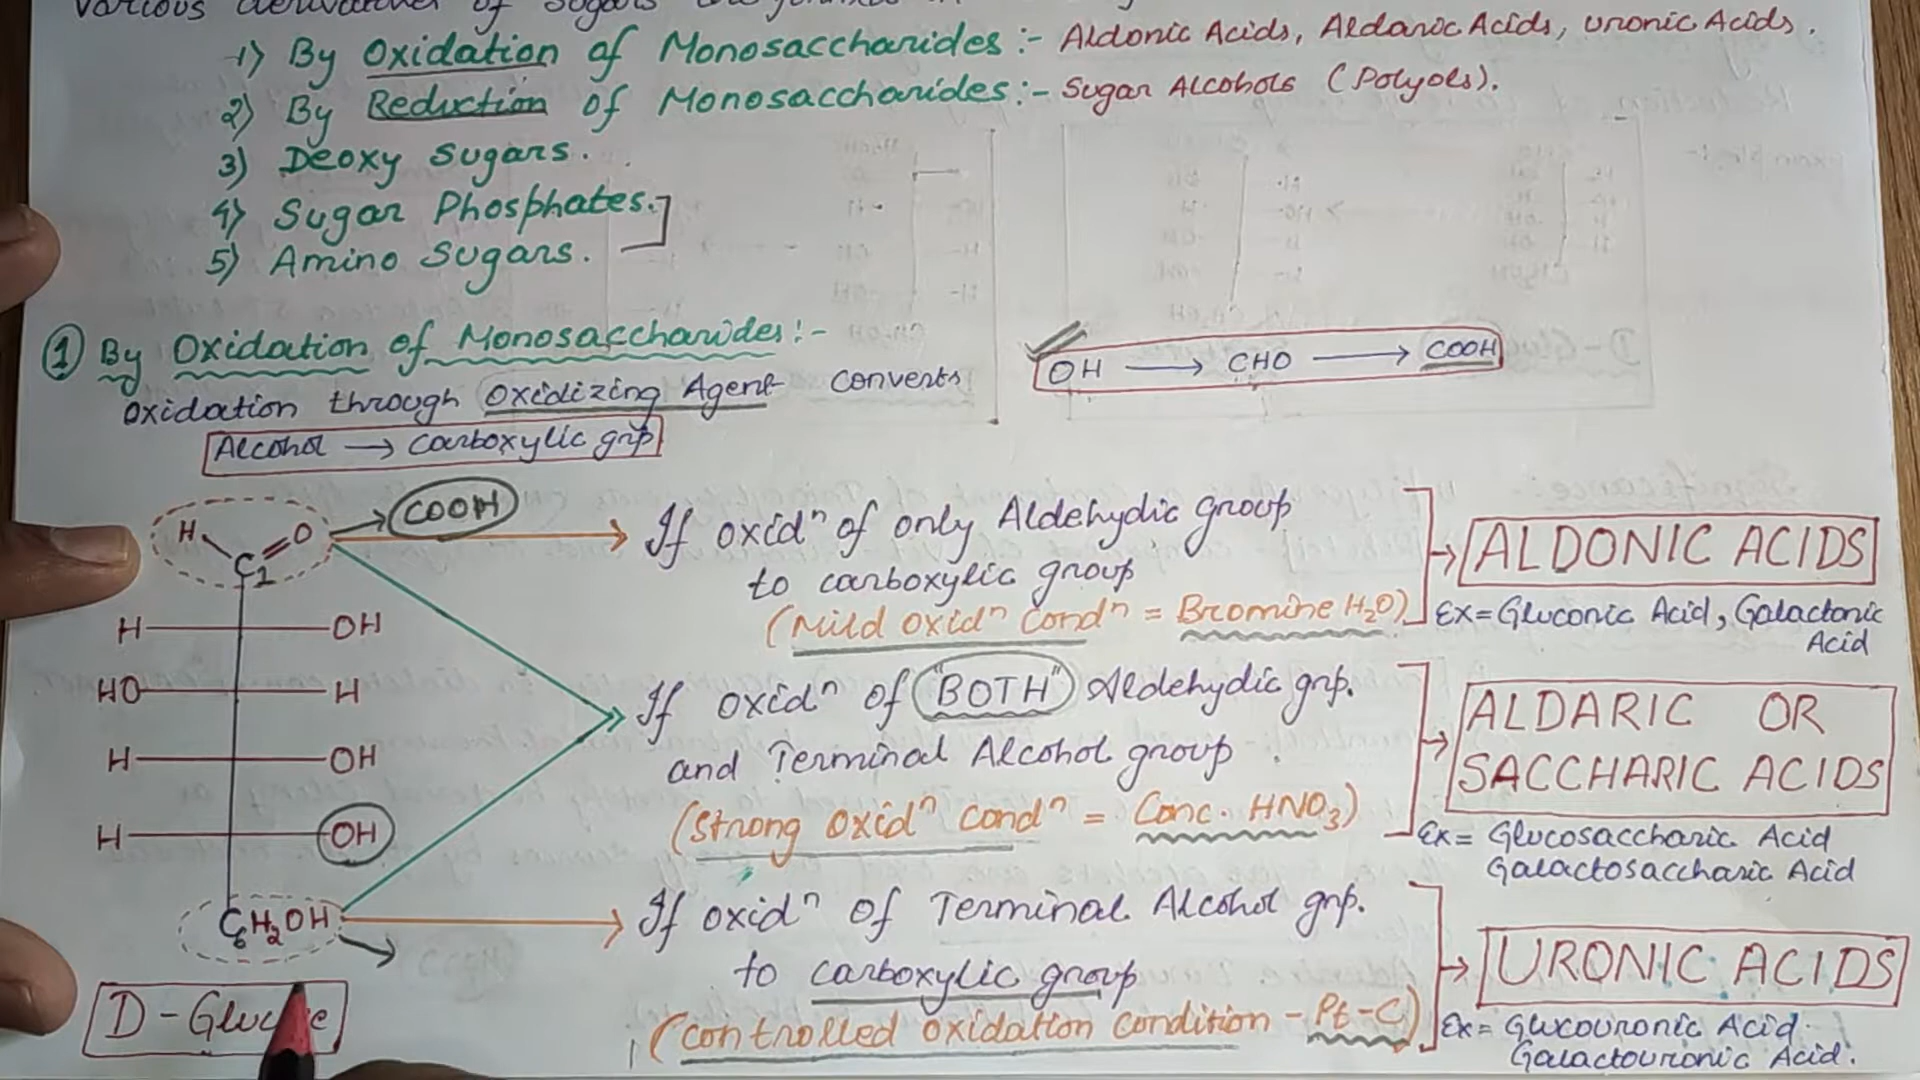 various derivatives of sugars are formed
1) By Oxidation of Monosaccharides :- Aldonic Acids, Aldaric Acids, uronic Acids.
2) By Reduction of Monosaccharides :- Sugar Alcohols (Polyols).
3) Deoxy Sugars.
4) Sugar Phosphates.
5) Amino Sugars.
① By Oxidation of Monosaccharides :-
oxidation through Oxidizing Agent converts
Alcohol → carboxylic grp
OH → CHO → COOH
H O
C1
H OH
HO H
H OH
H OH
C6H2OH
D-Gluc e
→ COOH
If oxidⁿ of only Aldehydic group
to carboxylic group
(Mild oxidⁿ condⁿ = Bromine H2O)
ALDONIC ACIDS
Ex = Gluconic Acid, Galactonic
Acid
If oxidⁿ of "BOTH" Aldehydic grp.
and Terminal Alcohol group
(Strong oxidⁿ condⁿ = Conc. HNO3)
ALDARIC OR
SACCHARIC ACIDS
Ex = Glucosaccharic Acid
Galactosaccharic Acid
If oxidⁿ of Terminal Alcohol grp.
to carboxylic group
(controlled oxidation condition - Pt-C)
URONIC ACIDS
Ex = Glucouronic Acid.
Galactouronic Acid.